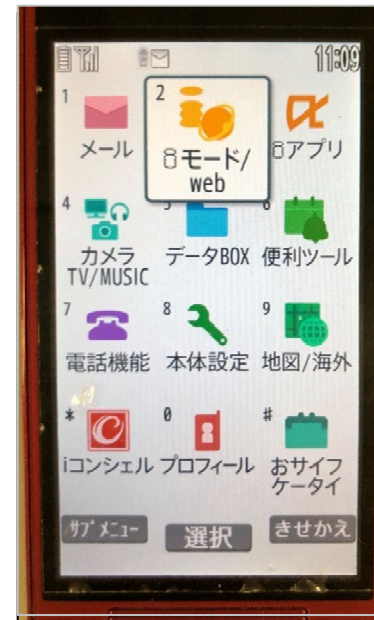 11:09
1
メール
2
iモード/
web
iアプリ
4
カメラ
TV/MUSIC
5
データBOX
6
便利ツール
7
電話機能
8
本体設定
9
地図/海外
*
iコンシェル
0
プロフィール
#
おサイフ
ケータイ
ｻﾌﾞﾒﾆｭｰ
選択
きせかえ